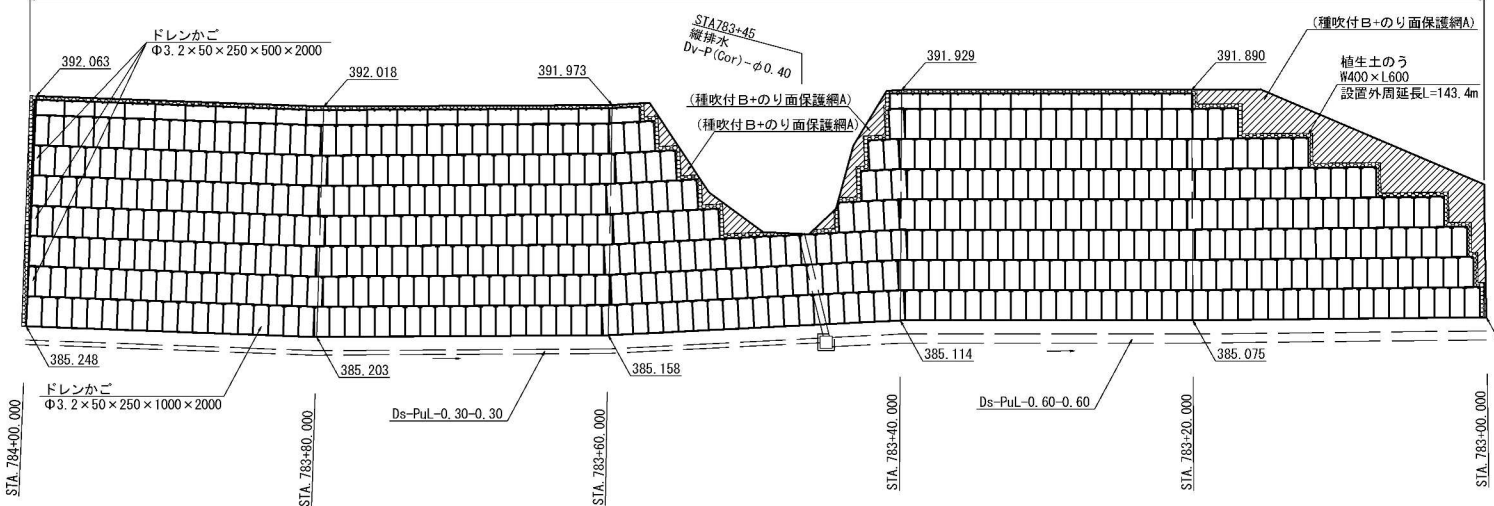 ドレンかご
Φ3.2×50×250×500×2000
392.063
392.018
391.973
STA783+45
縦排水
Dv-P(Cor)-φ0.40
(種吹付B+のり面保護網A)
(種吹付B+のり面保護網A)
391.929
391.890
(種吹付B+のり面保護網A)
植生土のう
W400×L600
設置外周延長L=143.4m
385.248
385.203
385.158
385.114
385.075
ドレンかご
Φ3.2×50×250×1000×2000
Ds-PuL-0.30-0.30
Ds-PuL-0.60-0.60
STA.784+00.000
STA.783+80.000
STA.783+60.000
STA.783+40.000
STA.783+20.000
STA.783+00.000